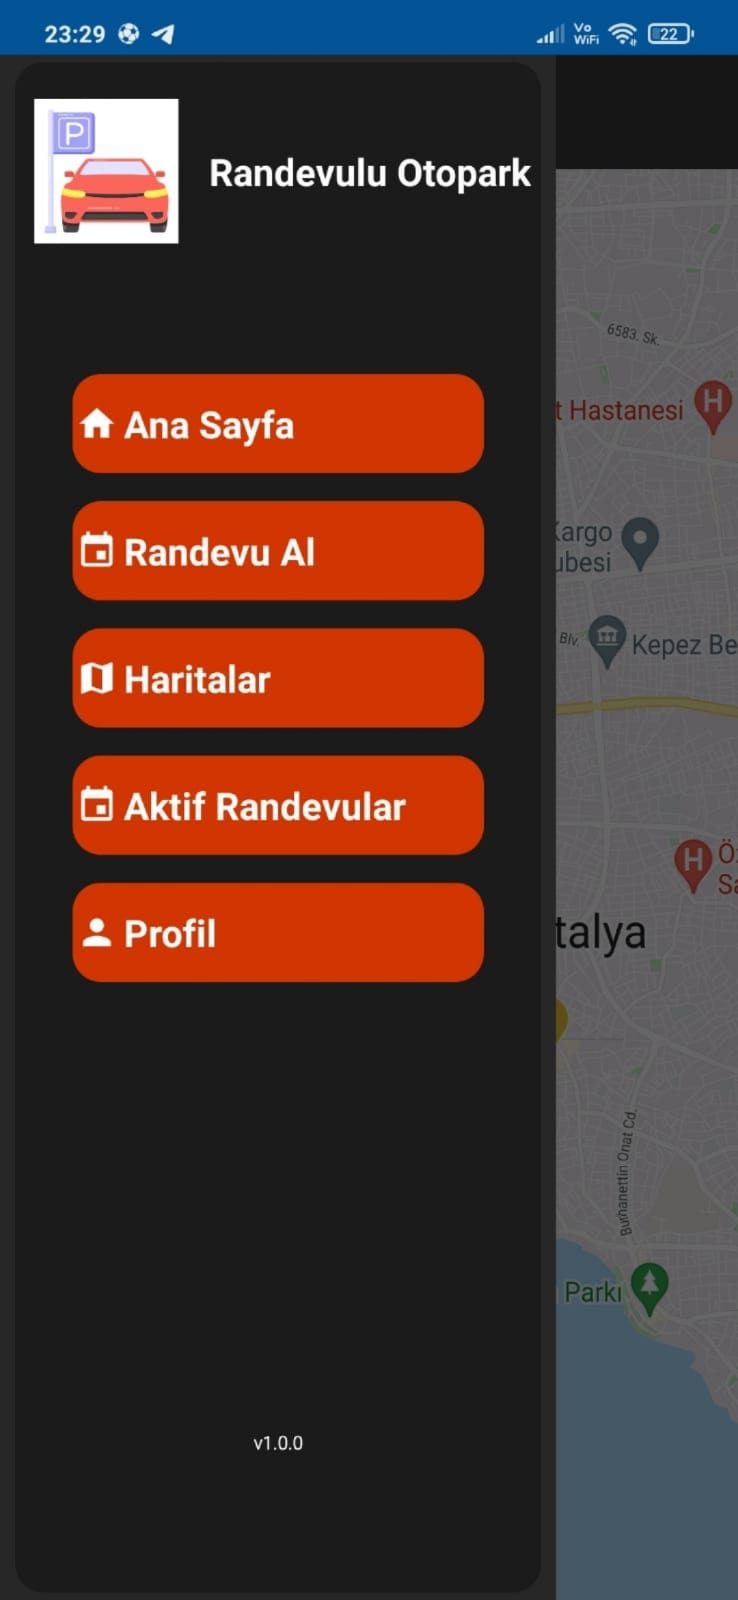 23:29
Vo
WiFi
22
P
Randevulu Otopark
Ana Sayfa
Randevu Al
Haritalar
Aktif Randevular
Profil
v1.0.0
6583. Sk.
t Hastanesi
H
Kargo
ubesi
Blv.
Kepez Be
H
Ö
Sa
talya
Burhanettin Onat Cd.
Parkı